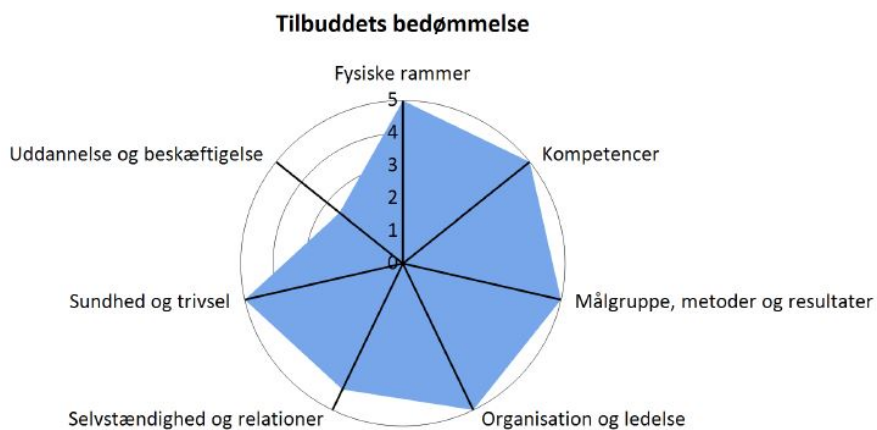 Tilbuddets bedømmelse
Fysiske rammer
5
4
3
2
1
0
Uddannelse og beskæftigelse
Kompetencer
Sundhed og trivsel
Målgruppe, metoder og resultater
Selvstændighed og relationer
Organisation og ledelse